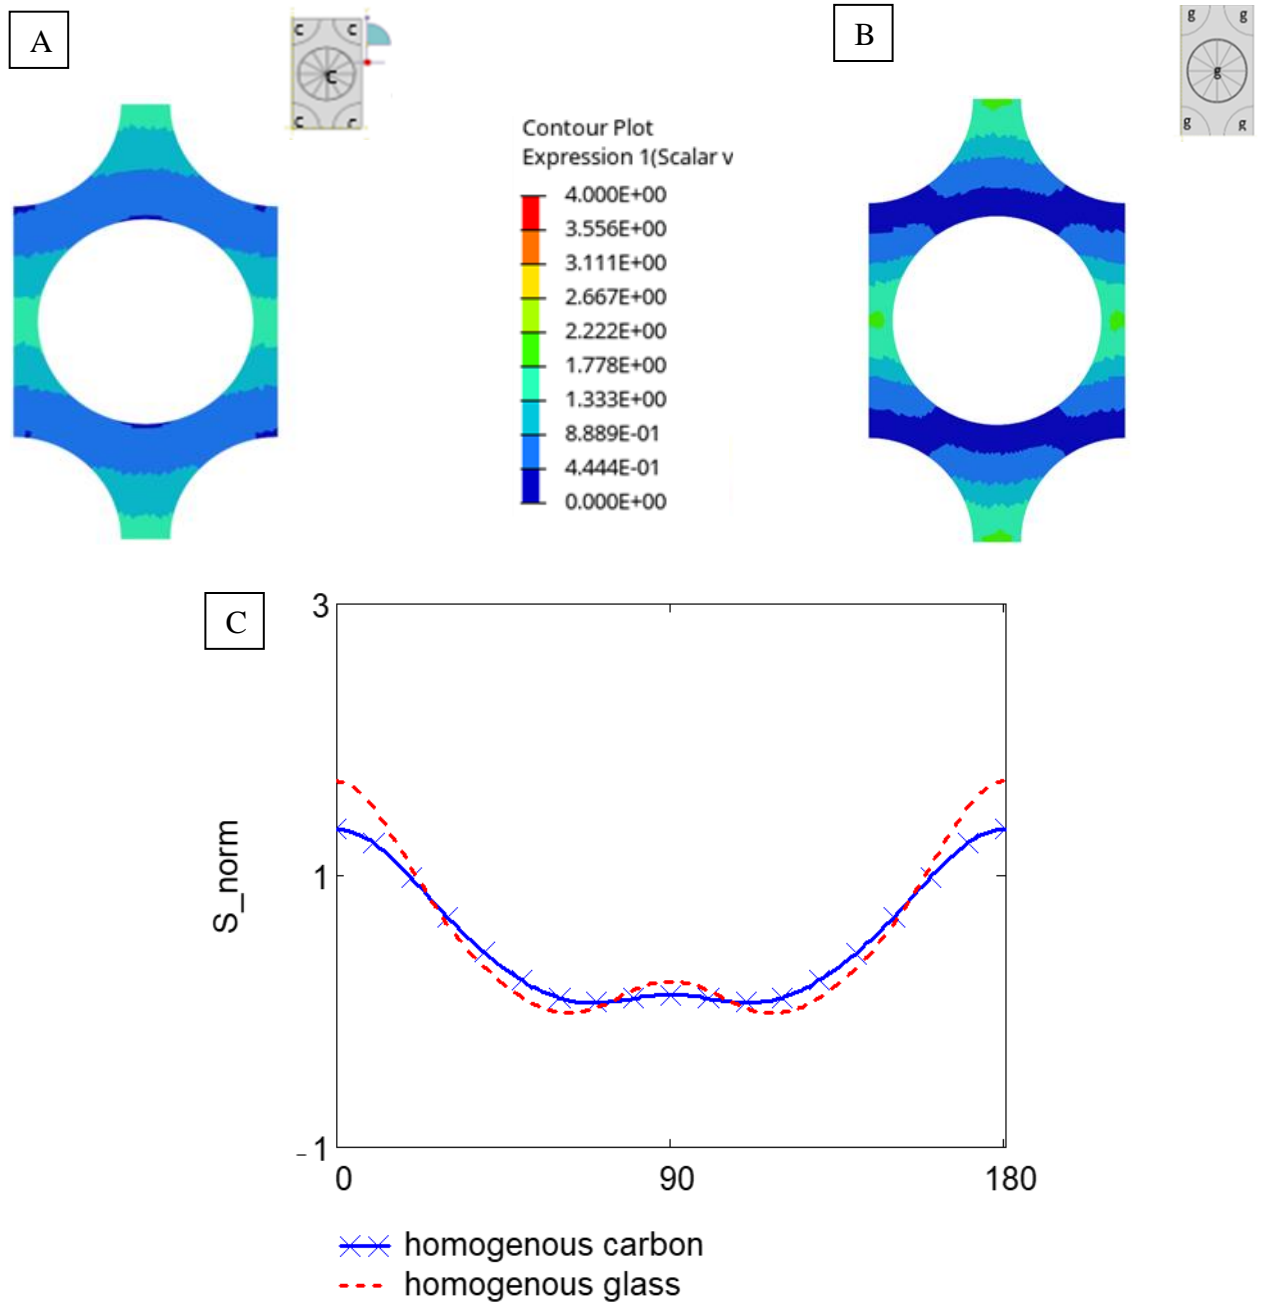 A
c c
c
c c
B
g g
g
g g
Contour Plot
Expression 1(Scalar v
4.000E+00
3.556E+00
3.111E+00
2.667E+00
2.222E+00
1.778E+00
1.333E+00
8.889E-01
4.444E-01
0.000E+00
C
3
1
-1
S_norm
0 90 180
homogenous carbon
homogenous glass